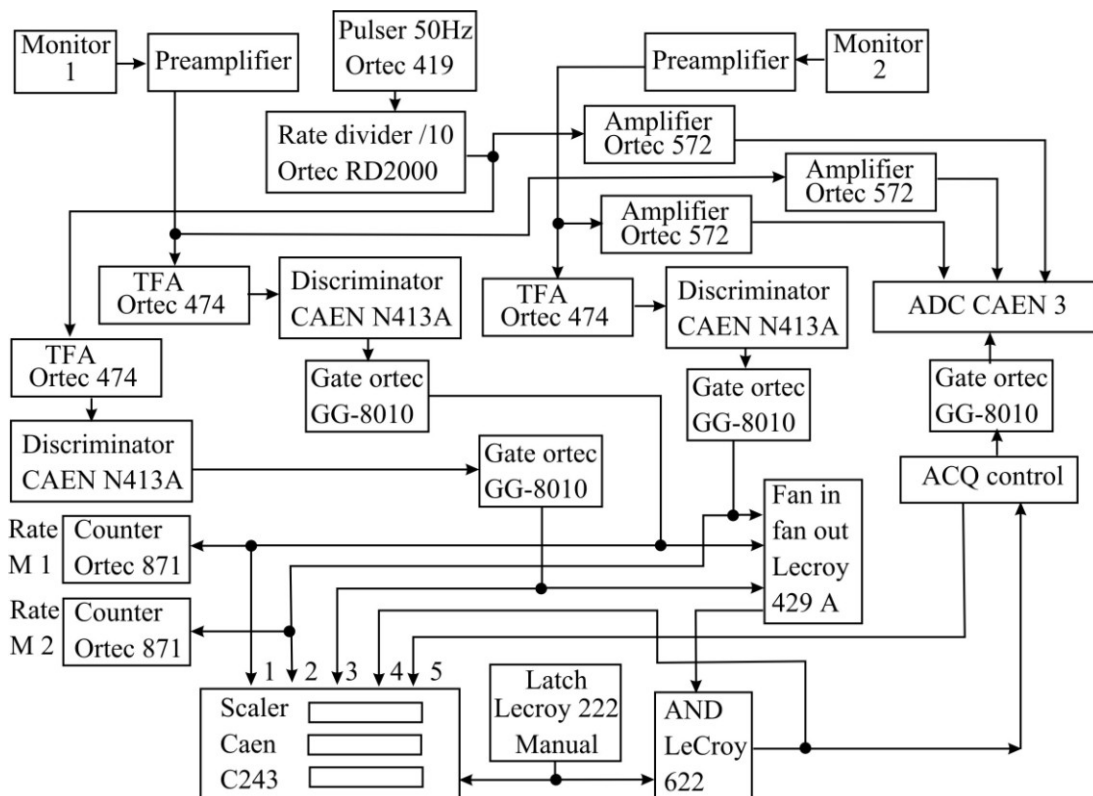 Monitor
1
Preamplifier
Pulser 50Hz
Ortec 419
Preamplifier
Monitor
2
Rate divider /10
Ortec RD2000
Amplifier
Ortec 572
Amplifier
Ortec 572
Amplifier
Ortec 572
TFA
Ortec 474
Discriminator
CAEN N413A
TFA
Ortec 474
Discriminator
CAEN N413A
ADC CAEN 3
TFA
Ortec 474
Gate ortec
GG-8010
Gate ortec
GG-8010
Gate ortec
GG-8010
Discriminator
CAEN N413A
Gate ortec
GG-8010
ACQ control
Rate
M 1
Counter
Ortec 871
Fan in
fan out
Lecroy
429 A
Rate
M 2
Counter
Ortec 871
1 2 3 4 5
Scaler
Caen
C243
Latch
Lecroy 222
Manual
AND
LeCroy
622